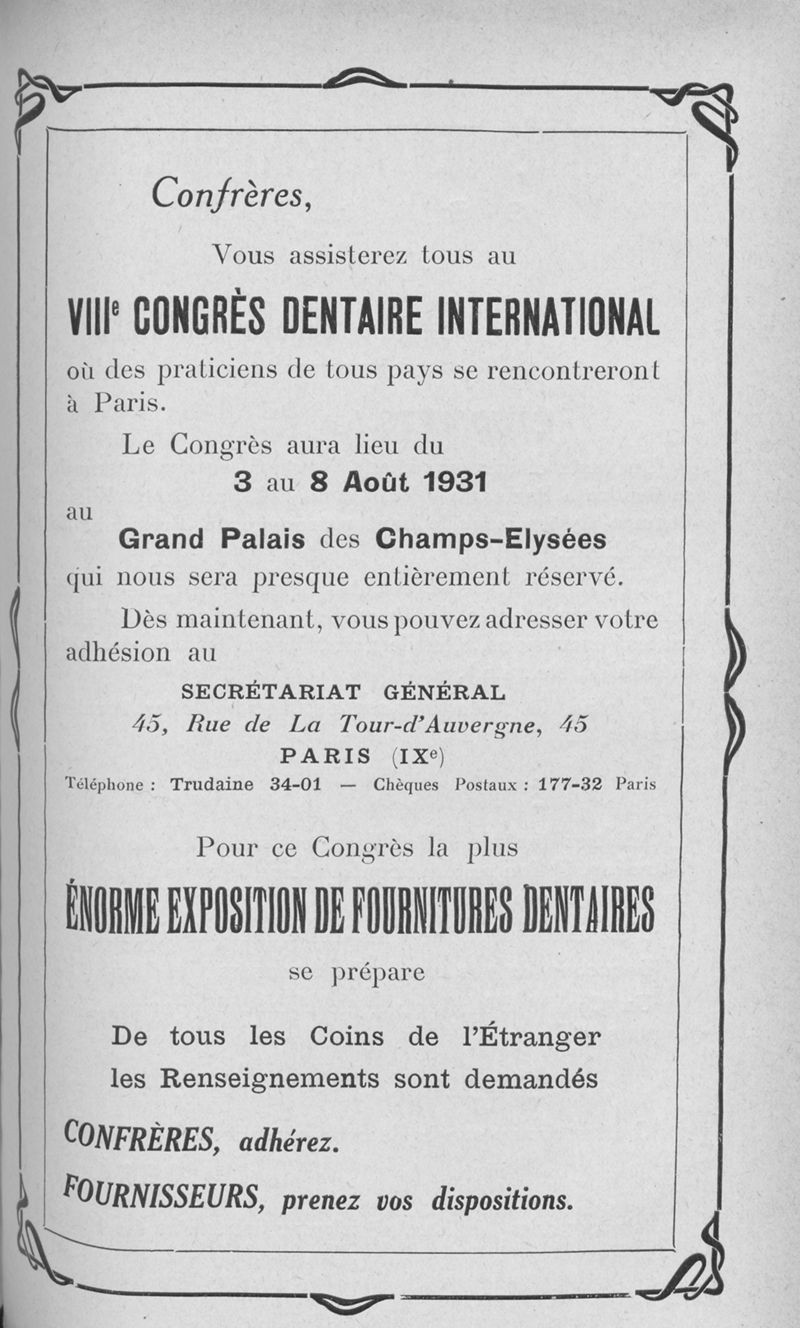 Confrères,
Vous assisterez tous au
VIIIe CONGRÈS DENTAIRE INTERNATIONAL
où des praticiens de tous pays se rencontreront
à Paris.
Le Congrès aura lieu du
3 au 8 Août 1931
au
Grand Palais des Champs-Elysées
qui nous sera presque entièrement réservé.
Dès maintenant, vous pouvez adresser votre
adhésion au
SECRÉTARIAT GÉNÉRAL
45, Rue de La Tour-d'Auvergne, 45
PARIS (IXe)
Téléphone : Trudaine 34-01 — Chèques Postaux : 177-32 Paris
Pour ce Congrès la plus
ÉNORME EXPOSITION DE FOURNITURES DENTAIRES
se prépare
De tous les Coins de l'Étranger
les Renseignements sont demandés
CONFRÈRES, adhérez.
FOURNISSEURS, prenez vos dispositions.